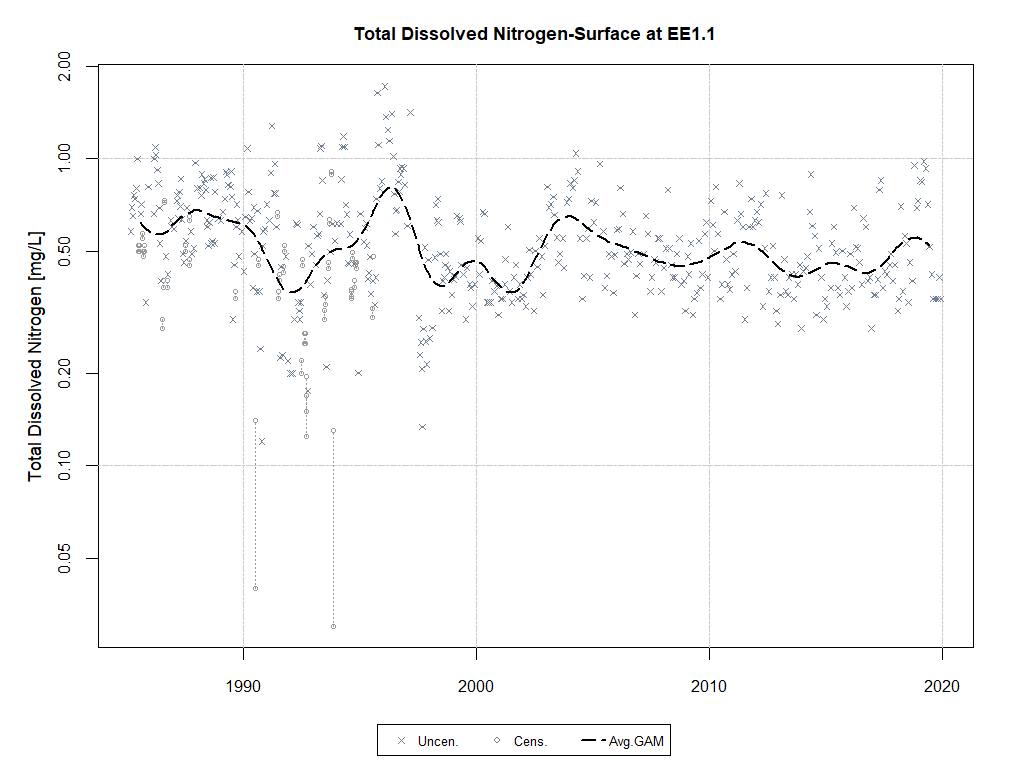 Total Dissolved Nitrogen-Surface at EE1.1
Total Dissolved Nitrogen [mg/L]
2.00
1.00
0.50
0.20
0.10
0.05
1990 2000 2010 2020
Uncen. Cens. Avg.GAM